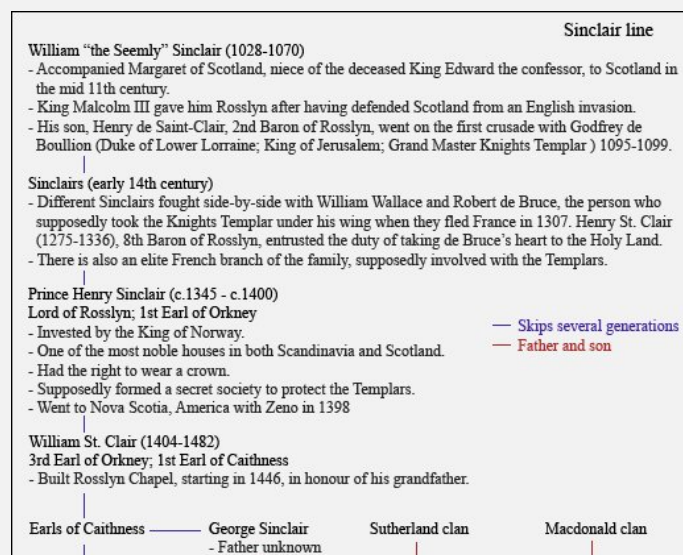 Sinclair line
William “the Seemly” Sinclair (1028-1070)
- Accompanied Margaret of Scotland, niece of the deceased King Edward the confessor, to Scotland in
the mid 11th century.
- King Malcolm III gave him Rosslyn after having defended Scotland from an English invasion.
- His son, Henry de Saint-Clair, 2nd Baron of Rosslyn, went on the first crusade with Godfrey de
Boullion (Duke of Lower Lorraine; King of Jerusalem; Grand Master Knights Templar ) 1095-1099.
Sinclairs (early 14th century)
- Different Sinclairs fought side-by-side with William Wallace and Robert de Bruce, the person who
supposedly took the Knights Templar under his wing when they fled France in 1307. Henry St. Clair
(1275-1336), 8th Baron of Rosslyn, entrusted the duty of taking de Bruce’s heart to the Holy Land.
- There is also an elite French branch of the family, supposedly involved with the Templars.
Prince Henry Sinclair (c.1345 - c.1400)
Lord of Rosslyn; 1st Earl of Orkney
- Invested by the King of Norway.
- One of the most noble houses in both Scandinavia and Scotland.
- Had the right to wear a crown.
- Supposedly formed a secret society to protect the Templars.
- Went to Nova Scotia, America with Zeno in 1398
Skips several generations
Father and son
William St. Clair (1404-1482)
3rd Earl of Orkney; 1st Earl of Caithness
- Built Rosslyn Chapel, starting in 1446, in honour of his grandfather.
Earls of Caithness
George Sinclair
- Father unknown
Sutherland clan
Macdonald clan